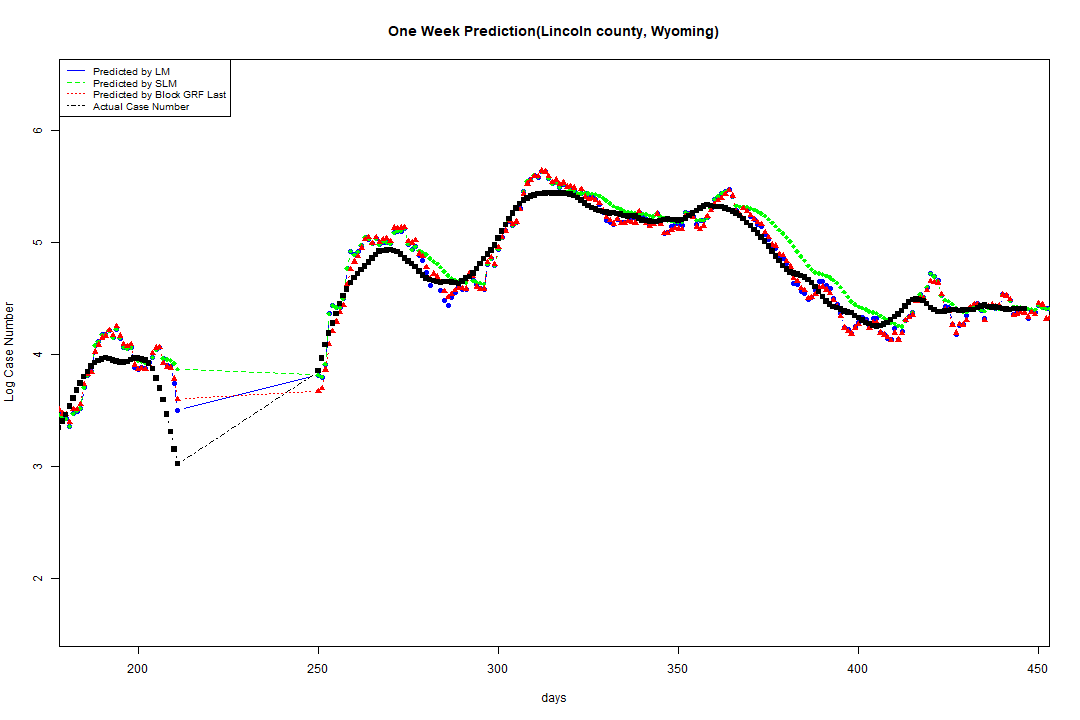 One Week Prediction(Lincoln county, Wyoming)
Predicted by LM
Predicted by SLM
Predicted by Block GRF Last
Actual Case Number
6
5
4
3
2
Log Case Number
200
250
300
350
400
450
days